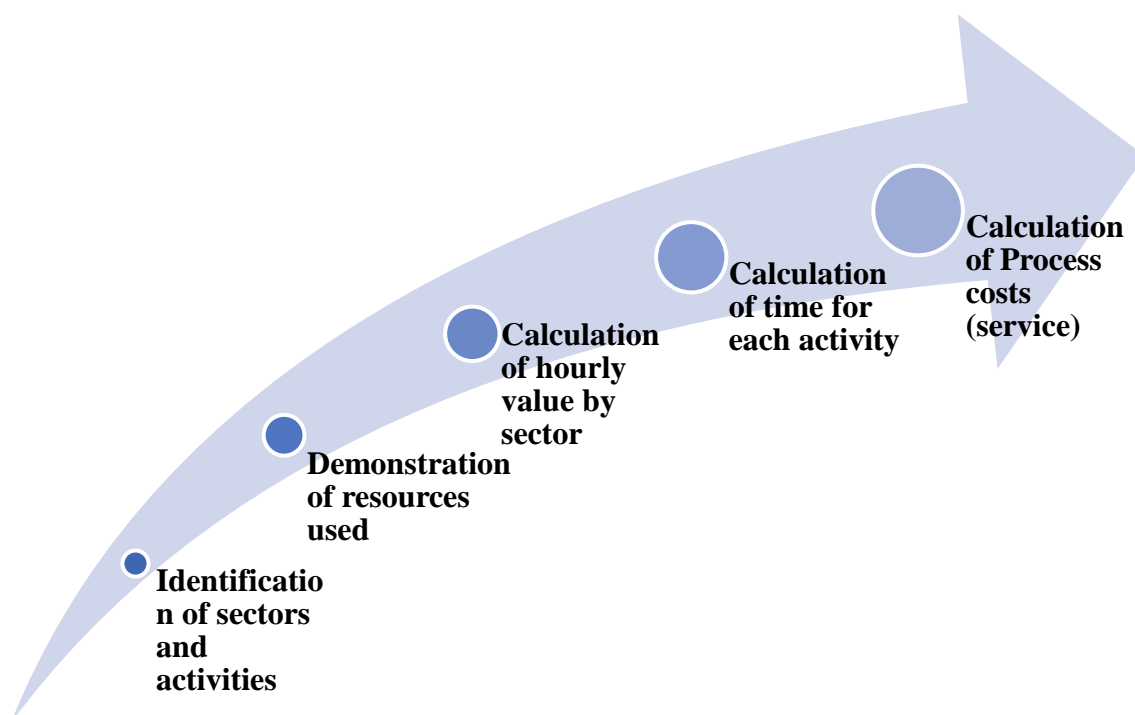 Identificatio
n of sectors
and
activities
Demonstration
of resources
used
Calculation
of hourly
value by
sector
Calculation
of time for
each activity
Calculation
of Process
costs
(service)